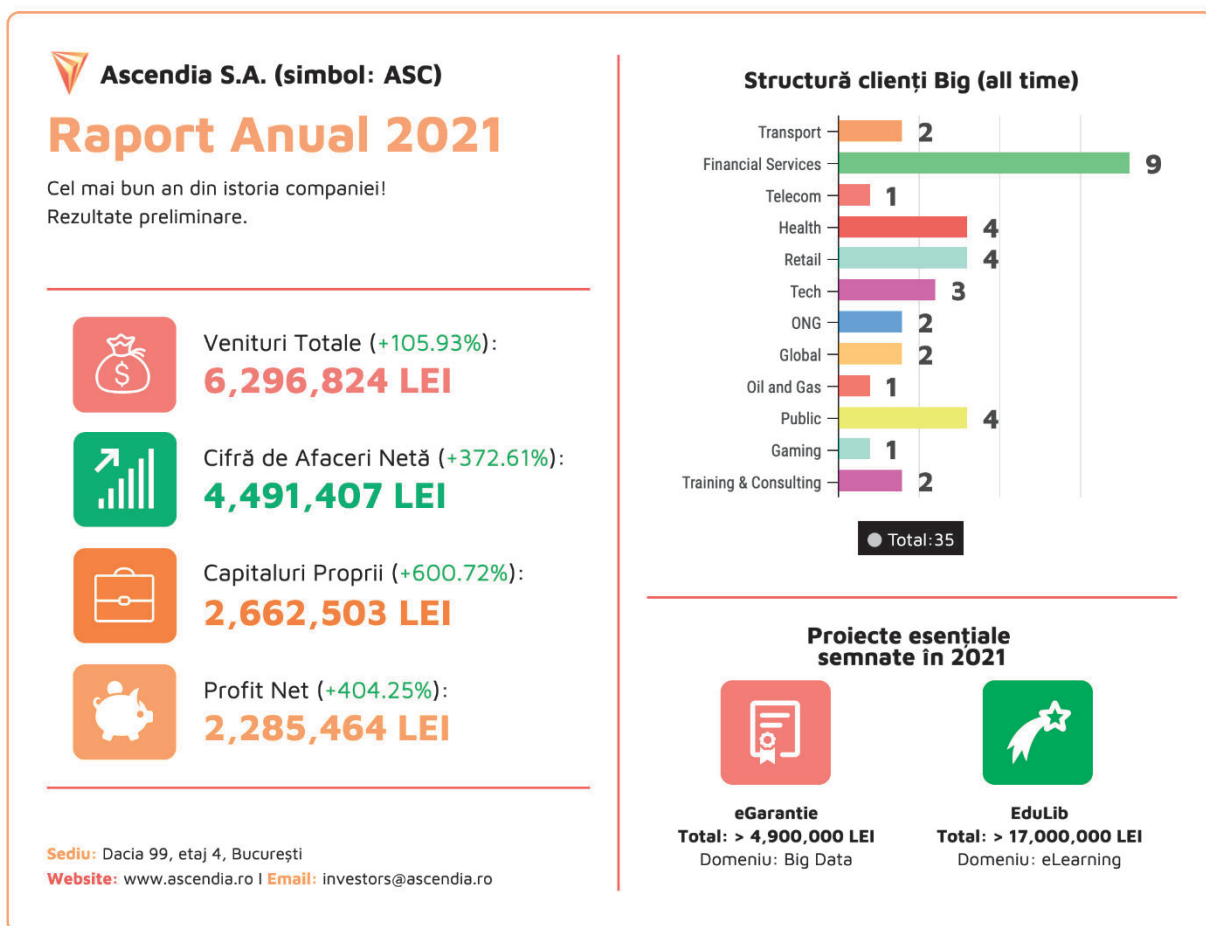 Ascendia S.A. (simbol: ASC)
Raport Anual 2021
Cel mai bun an din istoria companiei!
Rezultate preliminare.
Venituri Totale (+105.93%):
6,296,824 LEI
Cifră de Afaceri Netă (+372.61%):
4,491,407 LEI
Capitaluri Proprii (+600.72%):
2,662,503 LEI
Profit Net (+404.25%):
2,285,464 LEI
Sediu: Dacia 99, etaj 4, București
Website: www.ascendia.ro I Email: investors@ascendia.ro
Structură clienți Big (all time)
Transport 2
Financial Services 9
Telecom 1
Health 4
Retail 4
Tech 3
ONG 2
Global 2
Oil and Gas 1
Public 4
Gaming 1
Training & Consulting 2
Total:35
Proiecte esențiale
semnate în 2021
eGarantie
Total: > 4,900,000 LEI
Domeniu: Big Data
EduLib
Total: > 17,000,000 LEI
Domeniu: eLearning